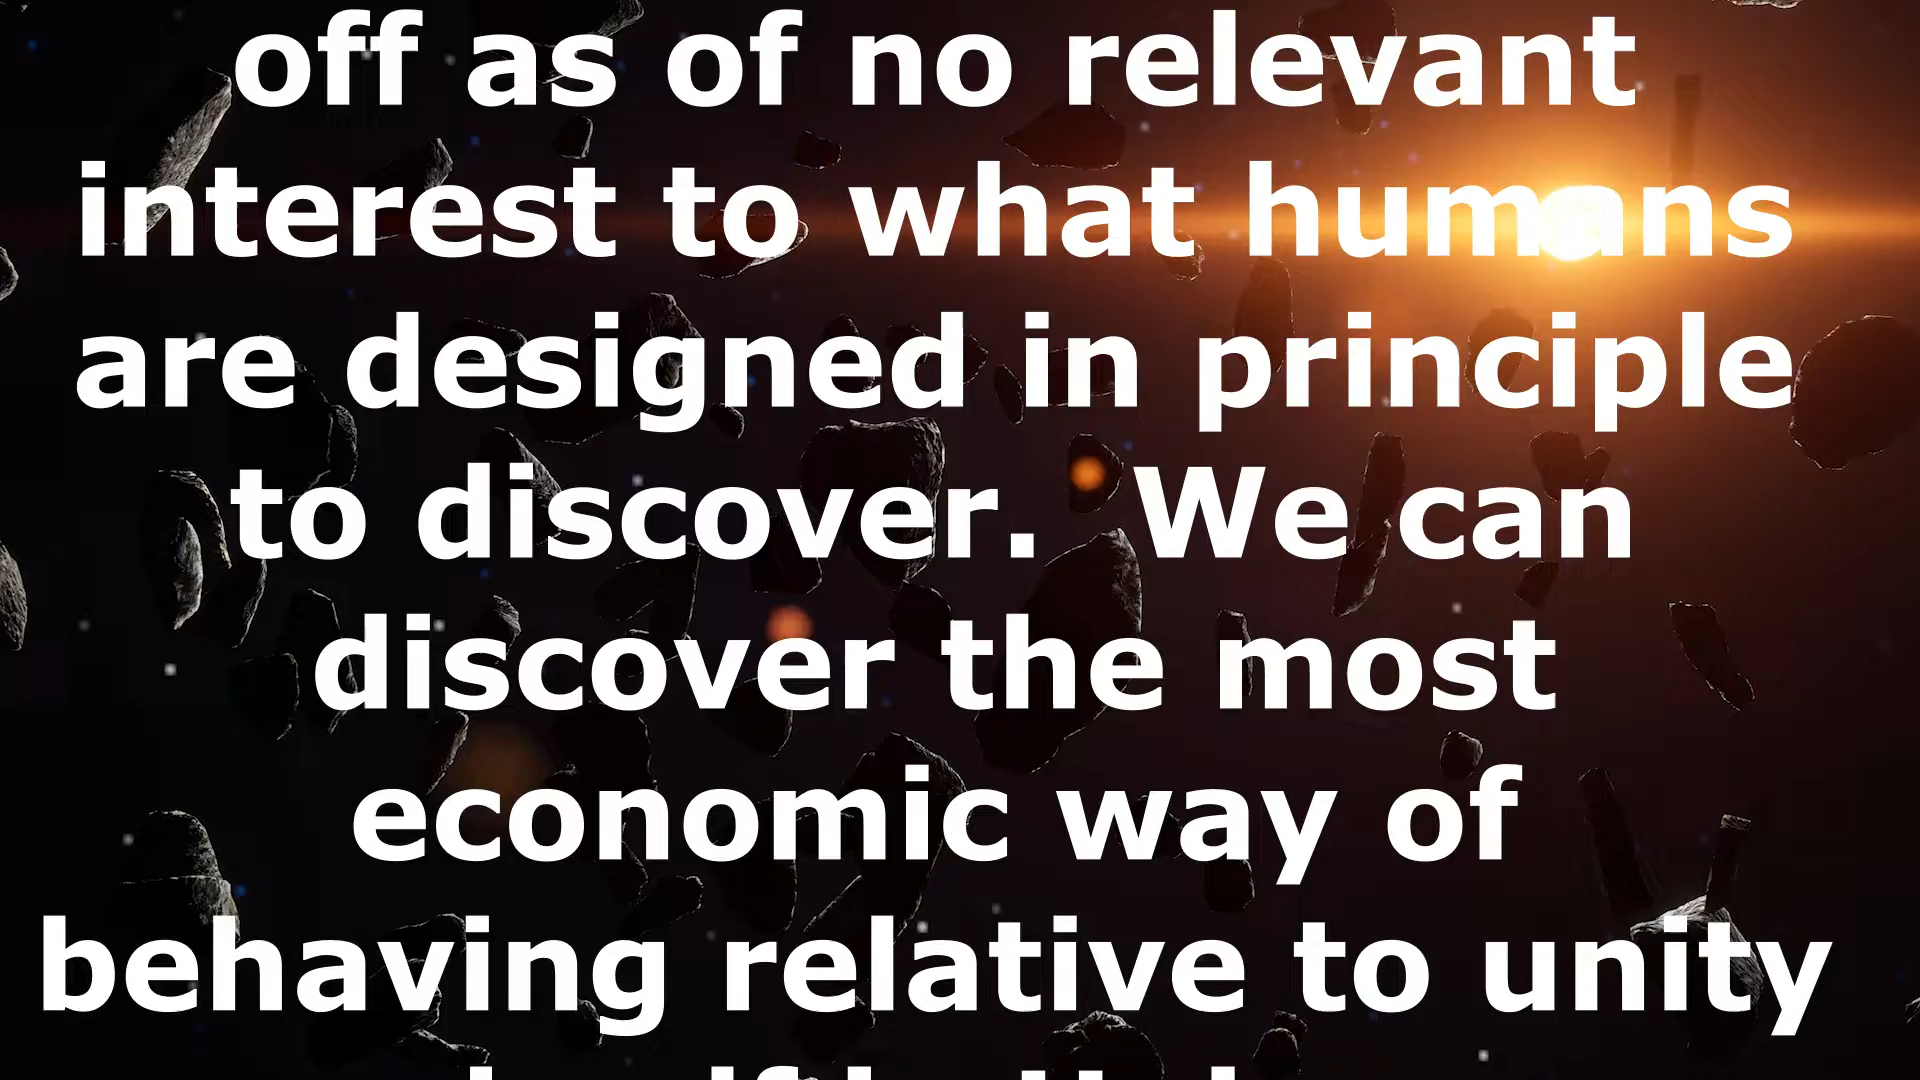 off as of no relevant
interest to what humans
are designed in principle
to discover.  We can
discover the most
economic way of
behaving relative to unity